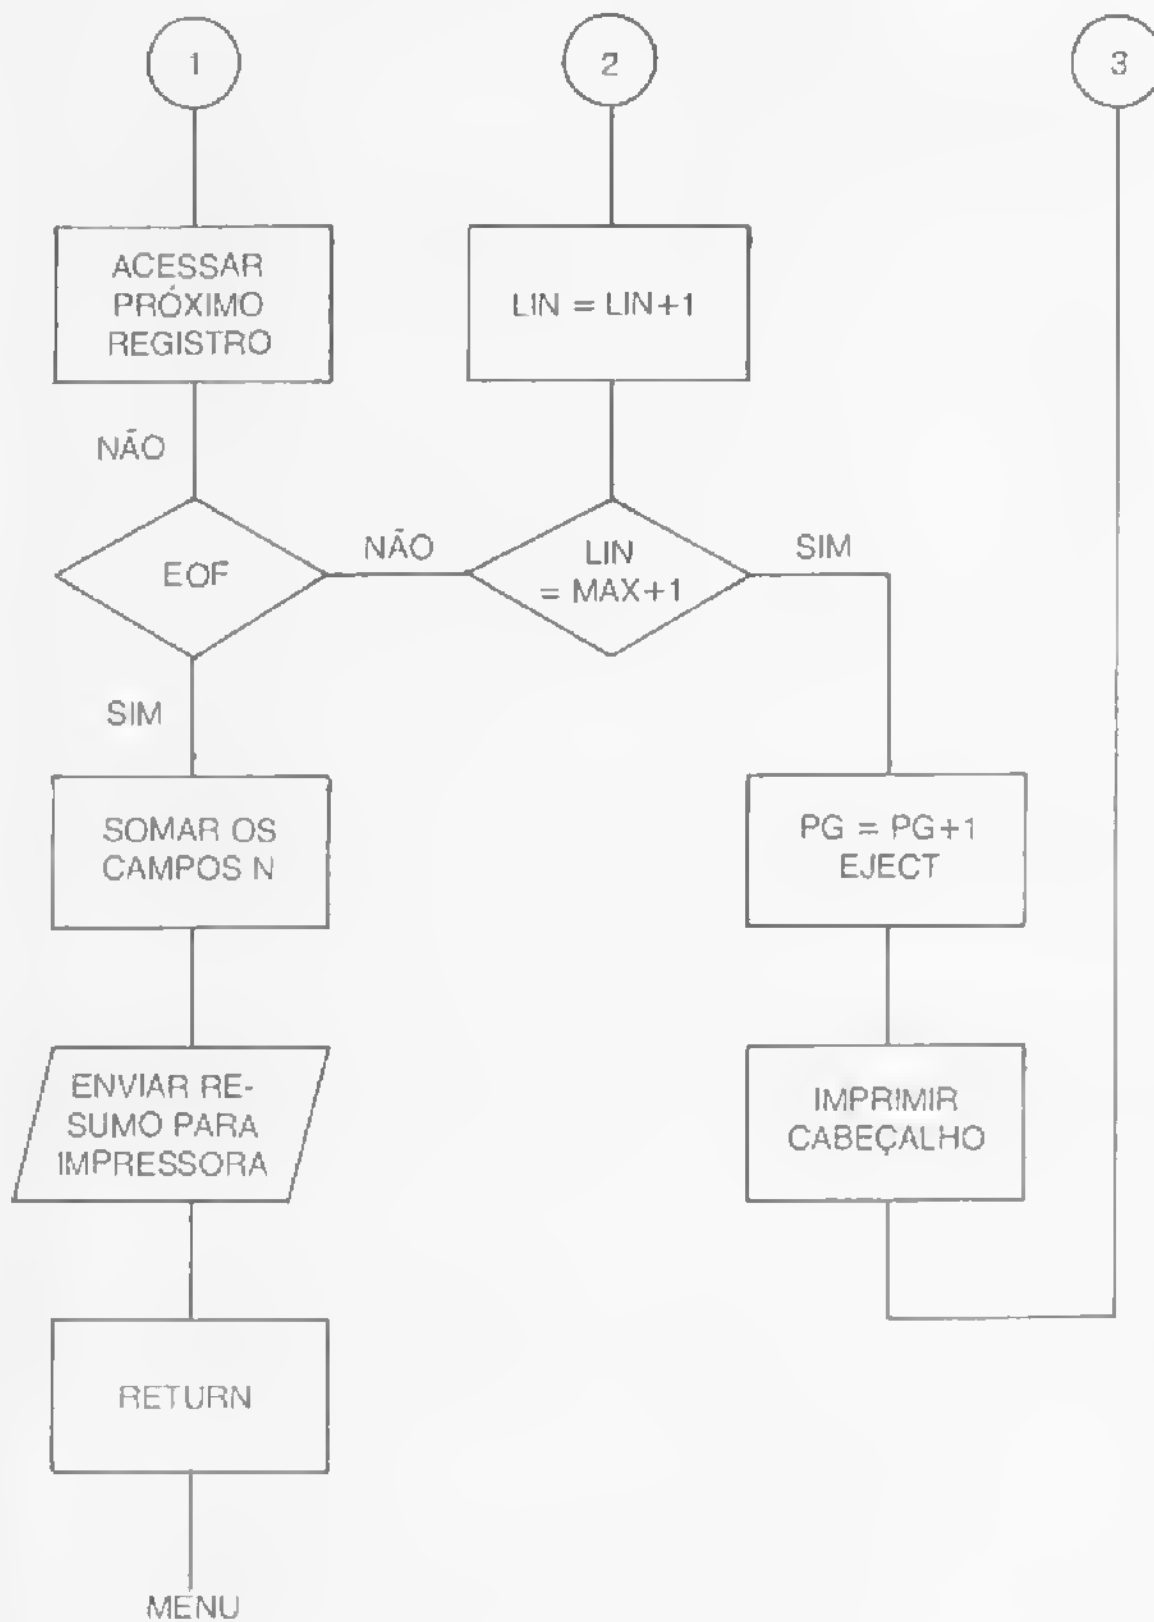 1
2
3
ACESSAR
PRÓXIMO
REGISTRO
LIN = LIN+1
NÃO
EOF
NÃO
LIN
= MAX+1
SIM
SIM
SOMAR OS
CAMPOS N
PG = PG+1
EJECT
ENVIAR RE-
SUMO PARA
IMPRESSORA
IMPRIMIR
CABEÇALHO
RETURN
MENU